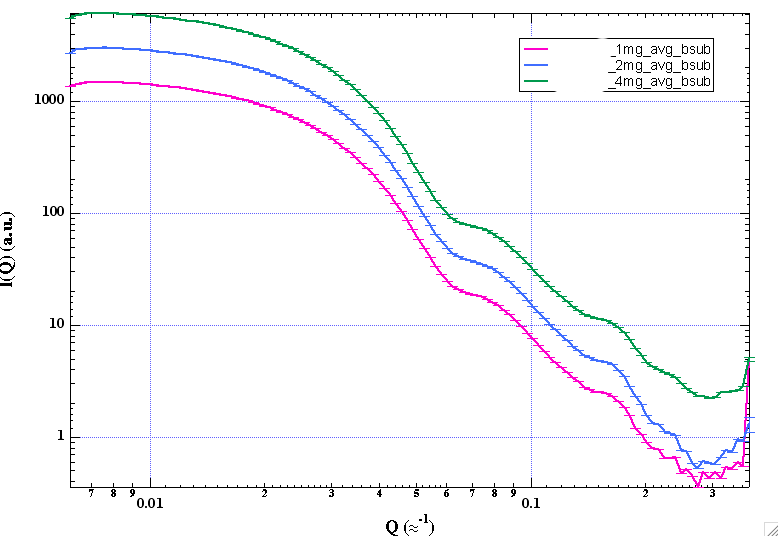 _1mg_avg_bsub
_2mg_avg_bsub
_4mg_avg_bsub
1000
100
10
1
I(Q) (a.u.)
7 8 9 0.01 2 3 4 5 6 7 8 9 0.1 2 3
Q (≈⁻¹)